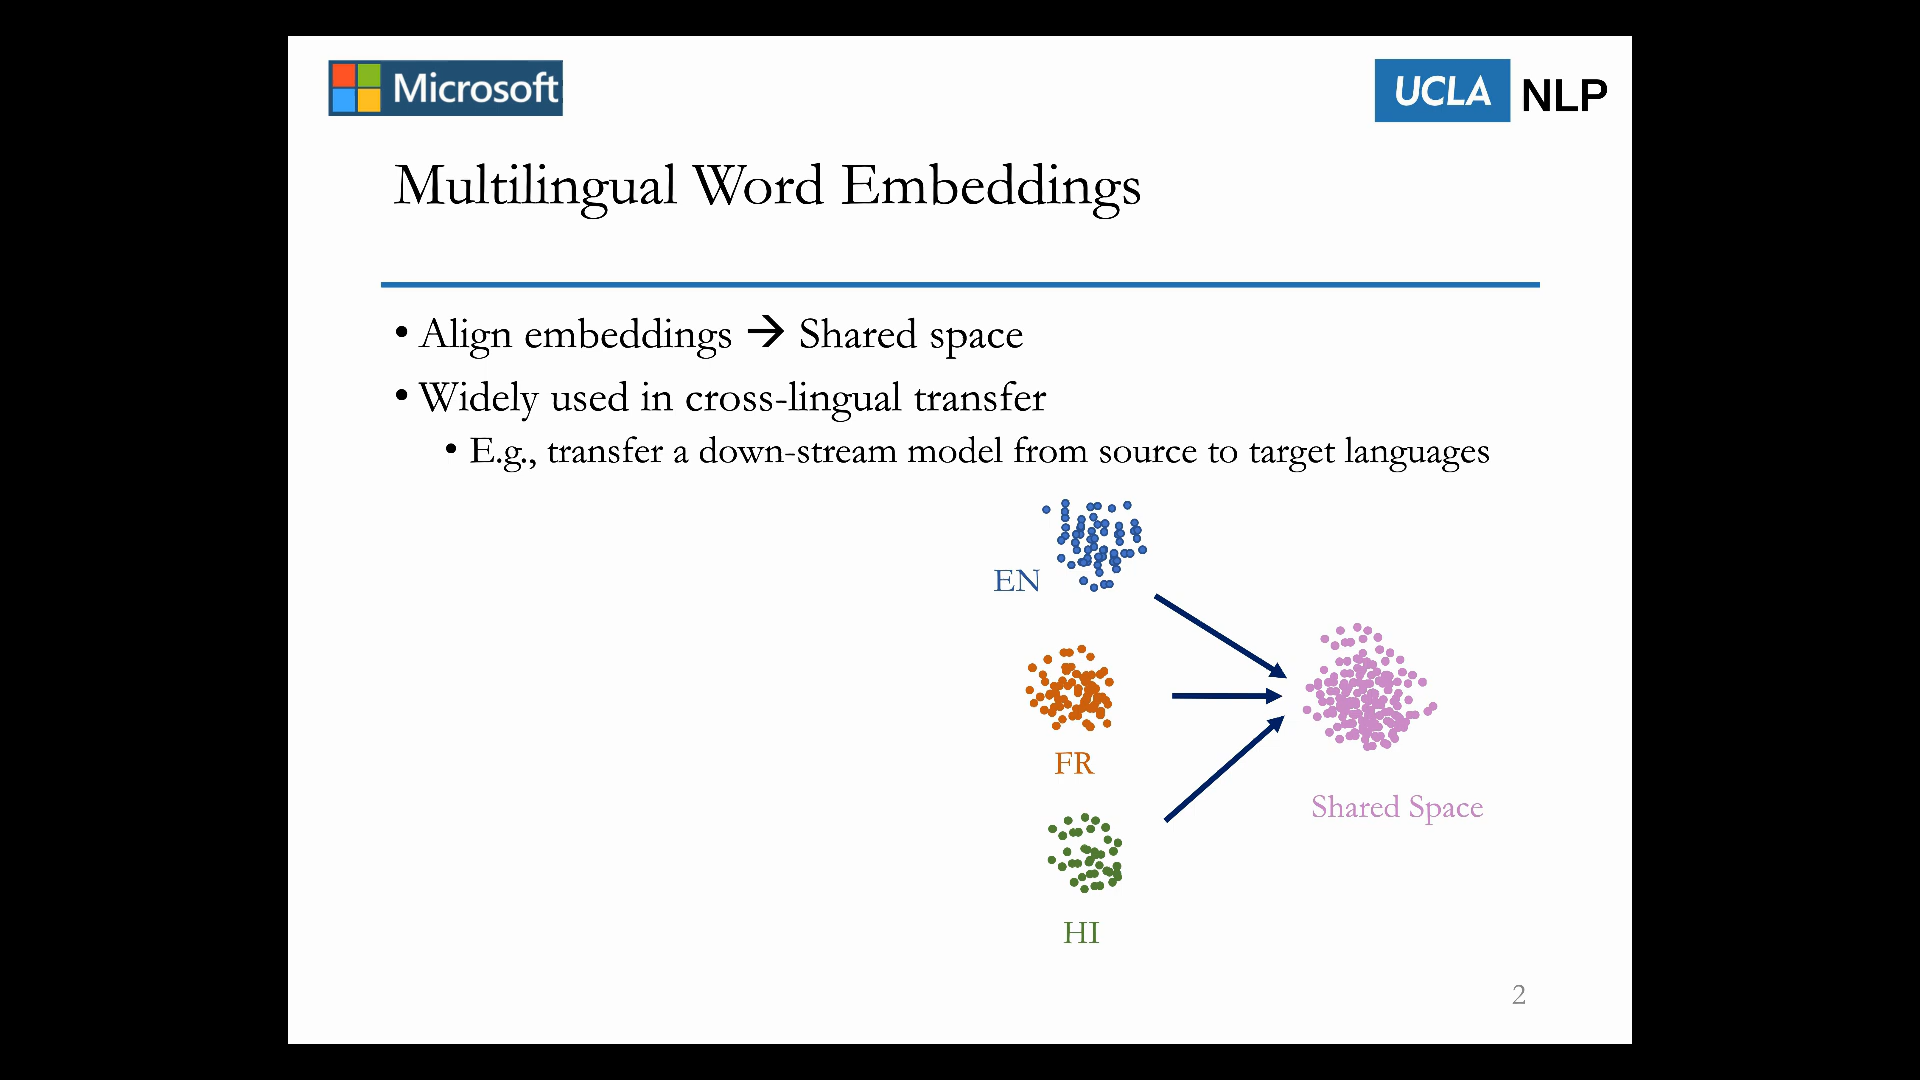 Microsoft
UCLA NLP
Multilingual Word Embeddings
• Align embeddings → Shared space
• Widely used in cross-lingual transfer
• E.g., transfer a down-stream model from source to target languages
EN
FR
Shared Space
HI
2